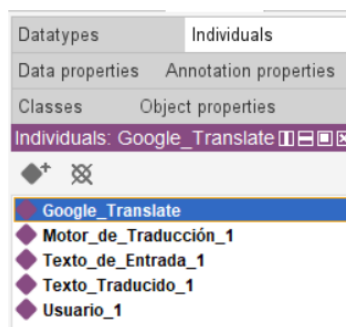 Datatypes Individuals
Data properties Annotation properties
Classes Object properties
Individuals: Google_Translate
Google_Translate
Motor_de_Traducción_1
Texto_de_Entrada_1
Texto_Traducido_1
Usuario_1